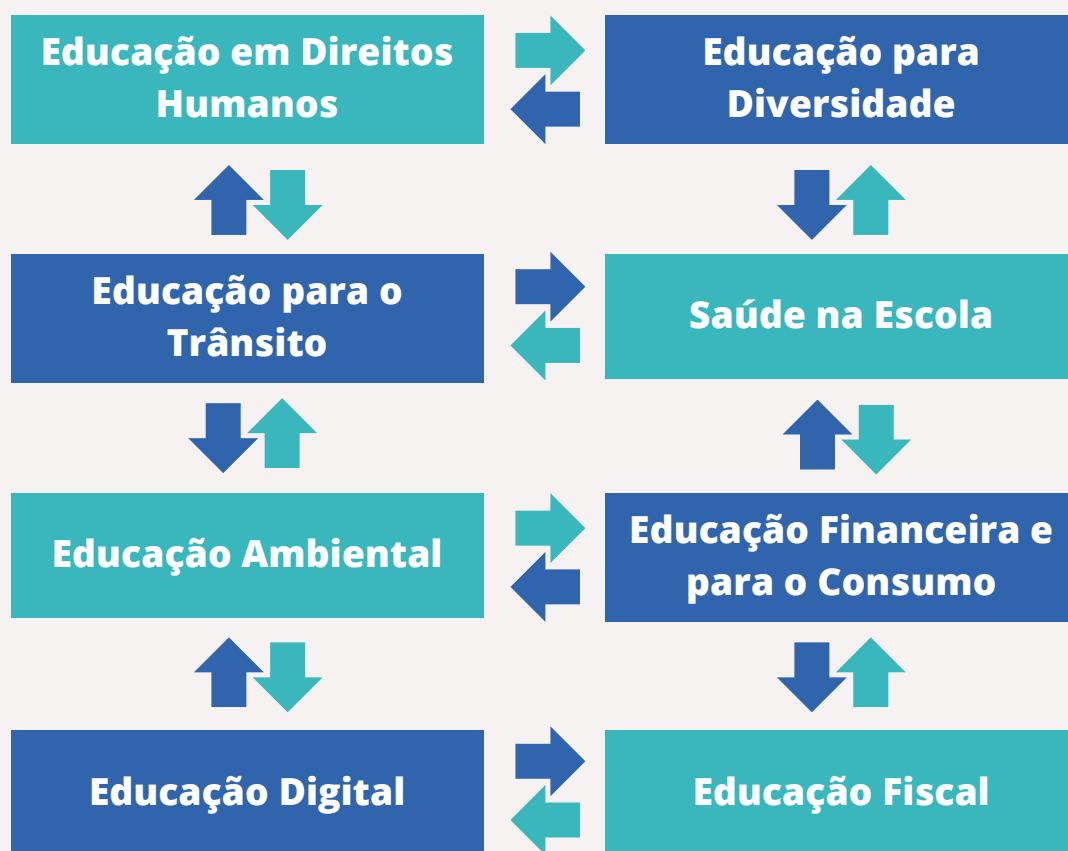 Educação em Direitos
Humanos
Educação para
Diversidade
Educação para o
Trânsito
Saúde na Escola
Educação Ambiental
Educação Financeira e
para o Consumo
Educação Digital
Educação Fiscal